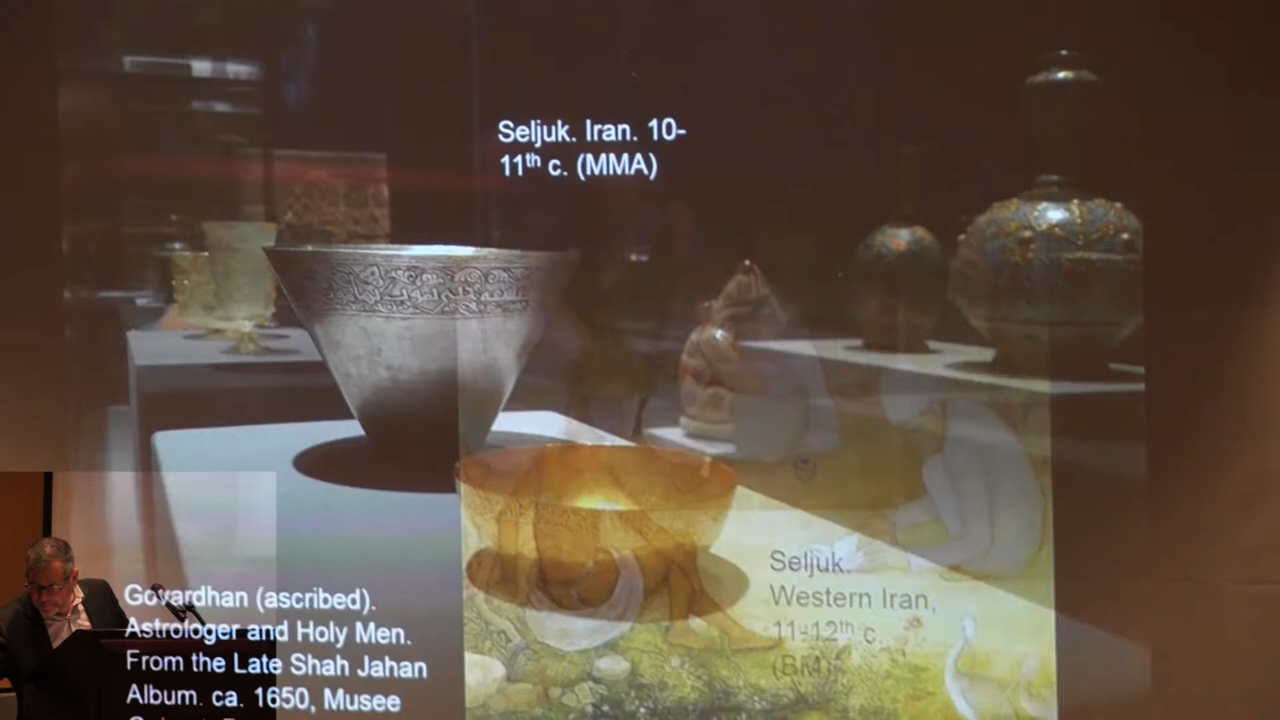 Seljuk. Iran. 10-
11th c. (MMA)
Seljuk.
Western Iran,
11-12th c.
(BM)
Govardhan (ascribed).
Astrologer and Holy Men.
From the Late Shah Jahan
Album. ca. 1650, Musee